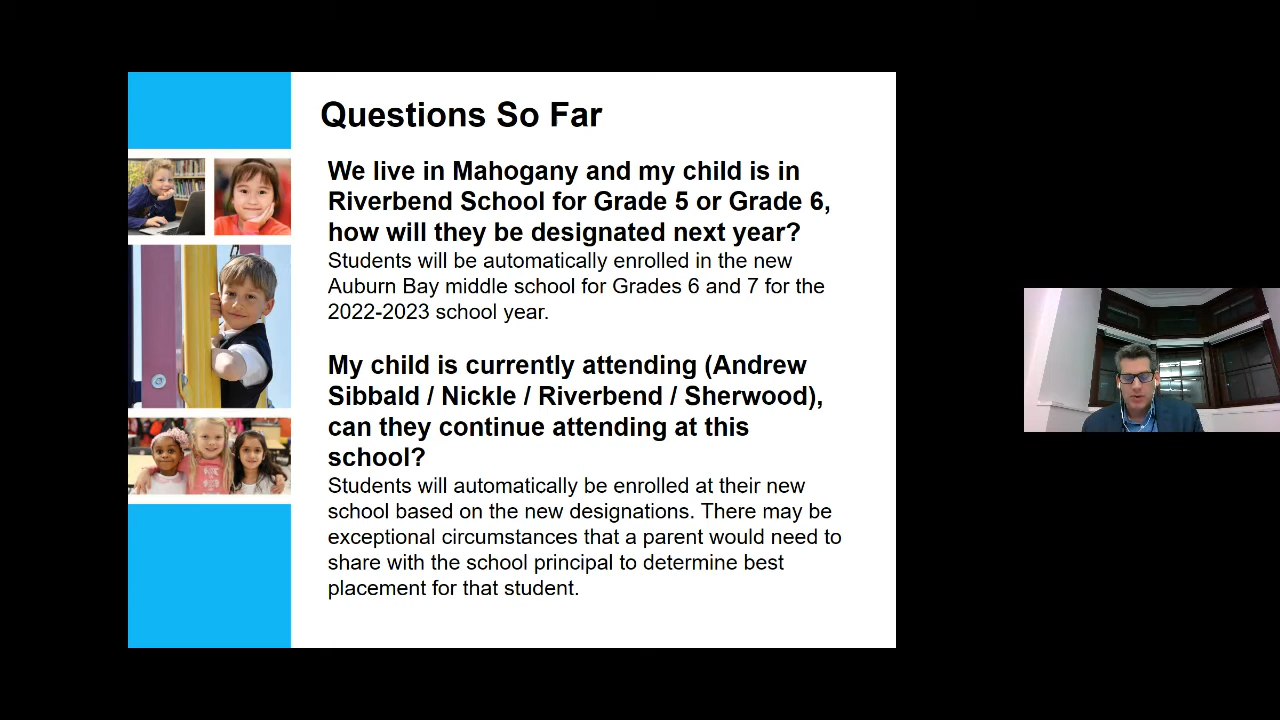 Questions So Far
We live in Mahogany and my child is in
Riverbend School for Grade 5 or Grade 6,
how will they be designated next year?
Students will be automatically enrolled in the new
Auburn Bay middle school for Grades 6 and 7 for the
2022-2023 school year.
My child is currently attending (Andrew
Sibbald / Nickle / Riverbend / Sherwood),
can they continue attending at this
school?
Students will automatically be enrolled at their new
school based on the new designations. There may be
exceptional circumstances that a parent would need to
share with the school principal to determine best
placement for that student.